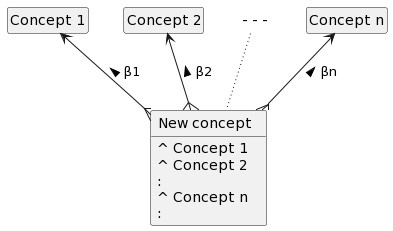 Concept 1
Concept 2
- - -
Concept n
β1
β2
βn
New concept
^ Concept 1
^ Concept 2
:
^ Concept n
: